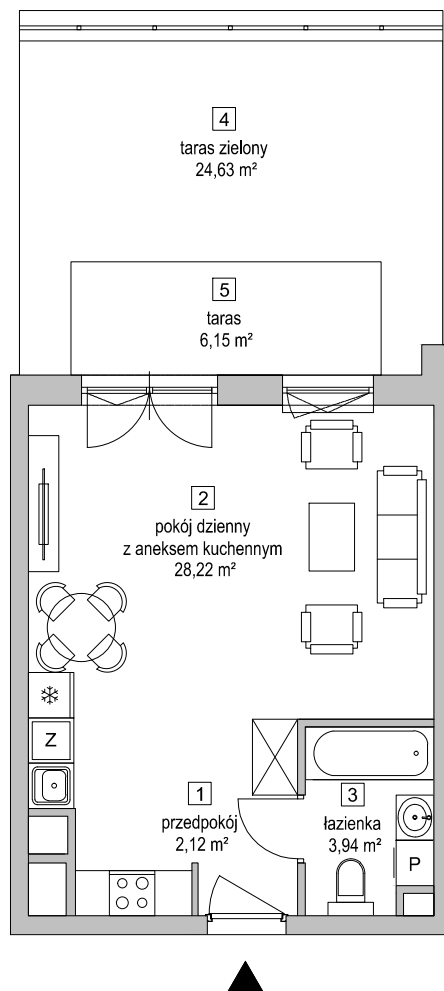 4
taras zielony
24,63 m²
5
taras
6,15 m²
2
pokój dzienny
z aneksem kuchennym
28,22 m²
Z
1
przedpokój
2,12 m²
3
łazienka
3,94 m²
P